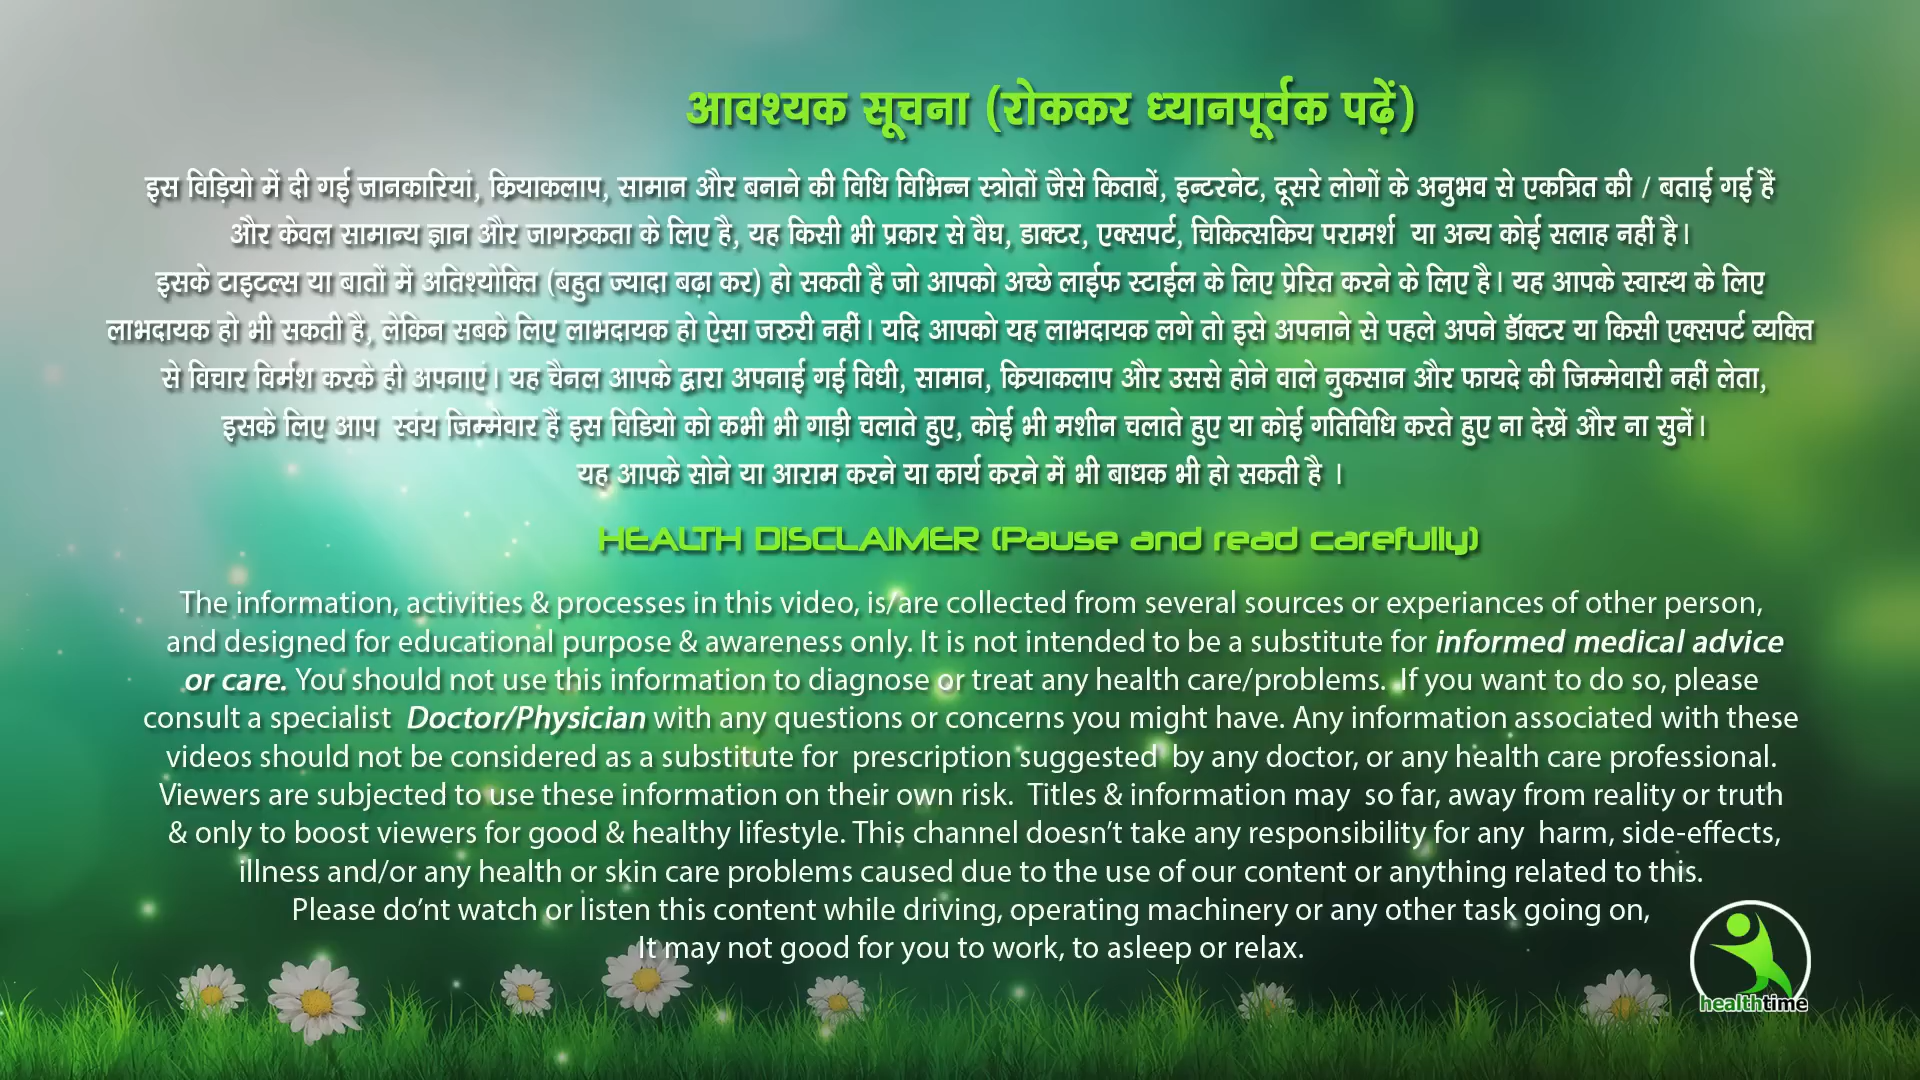 आवश्यक सूचना (रोककर ध्यानपूर्वक पढ़ें)
इस विड़ियो में दी गई जानकारियां, क्रियाकलाप, सामान और बनाने की विधि विभिन्न स्त्रोतों जैसे किताबें, इन्टरनेट, दूसरे लोगों के अनुभव से एकत्रित की / बताई गई हैं
और केवल सामान्य ज्ञान और जागरुकता के लिए है, यह किसी भी प्रकार से वैघ, डाक्टर, एक्सपर्ट, चिकित्सकिय परामर्श या अन्य कोई सलाह नहीं है।
इसके टाइटल्स या बातों में अतिश्योक्ति (बहुत ज्यादा बढ़ा कर) हो सकती है जो आपको अच्छे लाईफ स्टाईल के लिए प्रेरित करने के लिए है। यह आपके स्वास्थ के लिए
लाभदायक हो भी सकती है, लेकिन सबके लिए लाभदायक हो ऐसा जरुरी नहीं। यदि आपको यह लाभदायक लगे तो इसे अपनाने से पहले अपने डॉक्टर या किसी एक्सपर्ट व्यक्ति
से विचार विर्मश करके ही अपनाएं। यह चैनल आपके द्वारा अपनाई गई विधी, सामान, क्रियाकलाप और उससे होने वाले नुकसान और फायदे की जिम्मेवारी नहीं लेता,
इसके लिए आप स्वंय जिम्मेवार हैं इस विडियो को कभी भी गाड़ी चलाते हुए, कोई भी मशीन चलाते हुए या कोई गतिविधि करते हुए ना देखें और ना सुनें।
यह आपके सोने या आराम करने या कार्य करने में भी बाधक भी हो सकती है ।
HEALTH DISCLAIMER (Pause and read carefully)
The information, activities & processes in this video, is/are collected from several sources or experiances of other person,
and designed for educational purpose & awareness only. It is not intended to be a substitute for informed medical advice
or care. You should not use this information to diagnose or treat any health care/problems. If you want to do so, please
consult a specialist Doctor/Physician with any questions or concerns you might have. Any information associated with these
videos should not be considered as a substitute for prescription suggested by any doctor, or any health care professional.
Viewers are subjected to use these information on their own risk. Titles & information may so far, away from reality or truth
& only to boost viewers for good & healthy lifestyle. This channel doesn't take any responsibility for any harm, side-effects,
illness and/or any health or skin care problems caused due to the use of our content or anything related to this.
Please do'nt watch or listen this content while driving, operating machinery or any other task going on,
It may not good for you to work, to asleep or relax.
healthtime